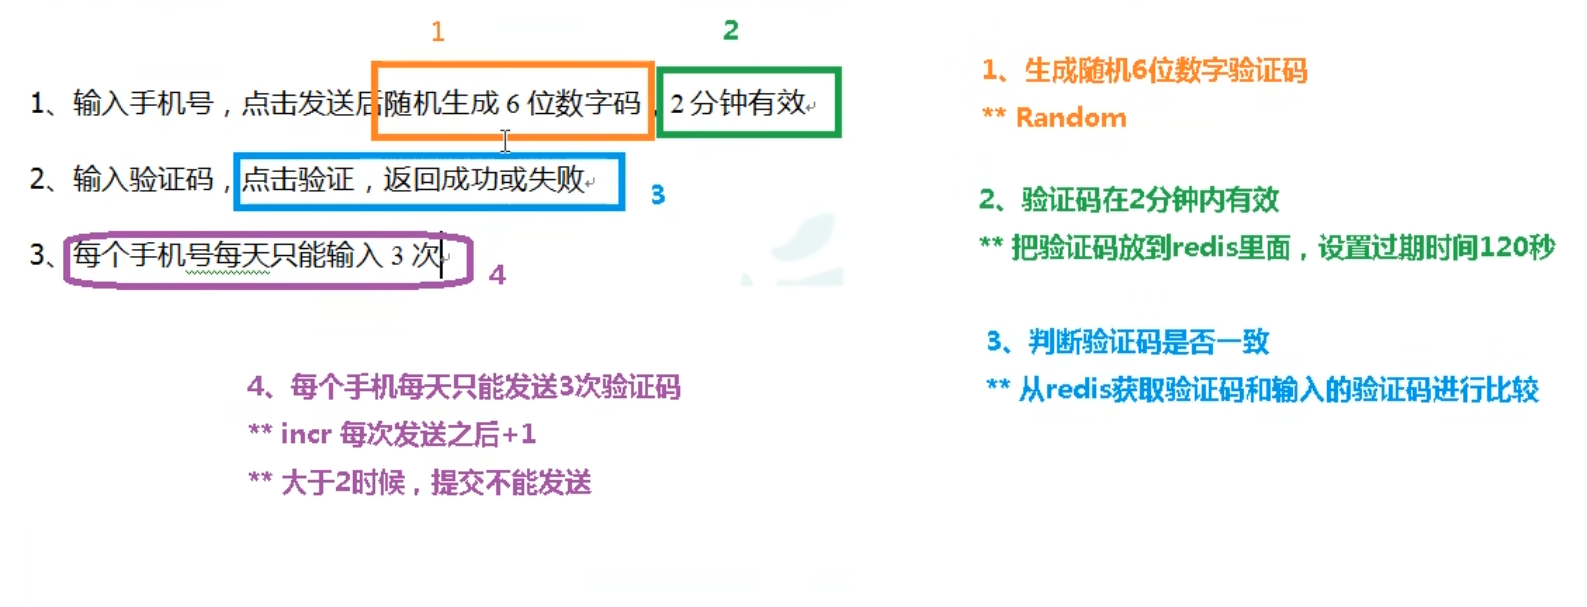 1
2
1、输入手机号，点击发送后随机生成 6 位数字码，2 分钟有效
2、输入验证码，点击验证，返回成功或失败
3
3、每个手机号每天只能输入 3 次
4
4、每个手机每天只能发送3次验证码
** incr 每次发送之后+1
** 大于2时候，提交不能发送
1、生成随机6位数字验证码
** Random
2、验证码在2分钟内有效
** 把验证码放到redis里面，设置过期时间120秒
3、判断验证码是否一致
** 从redis获取验证码和输入的验证码进行比较